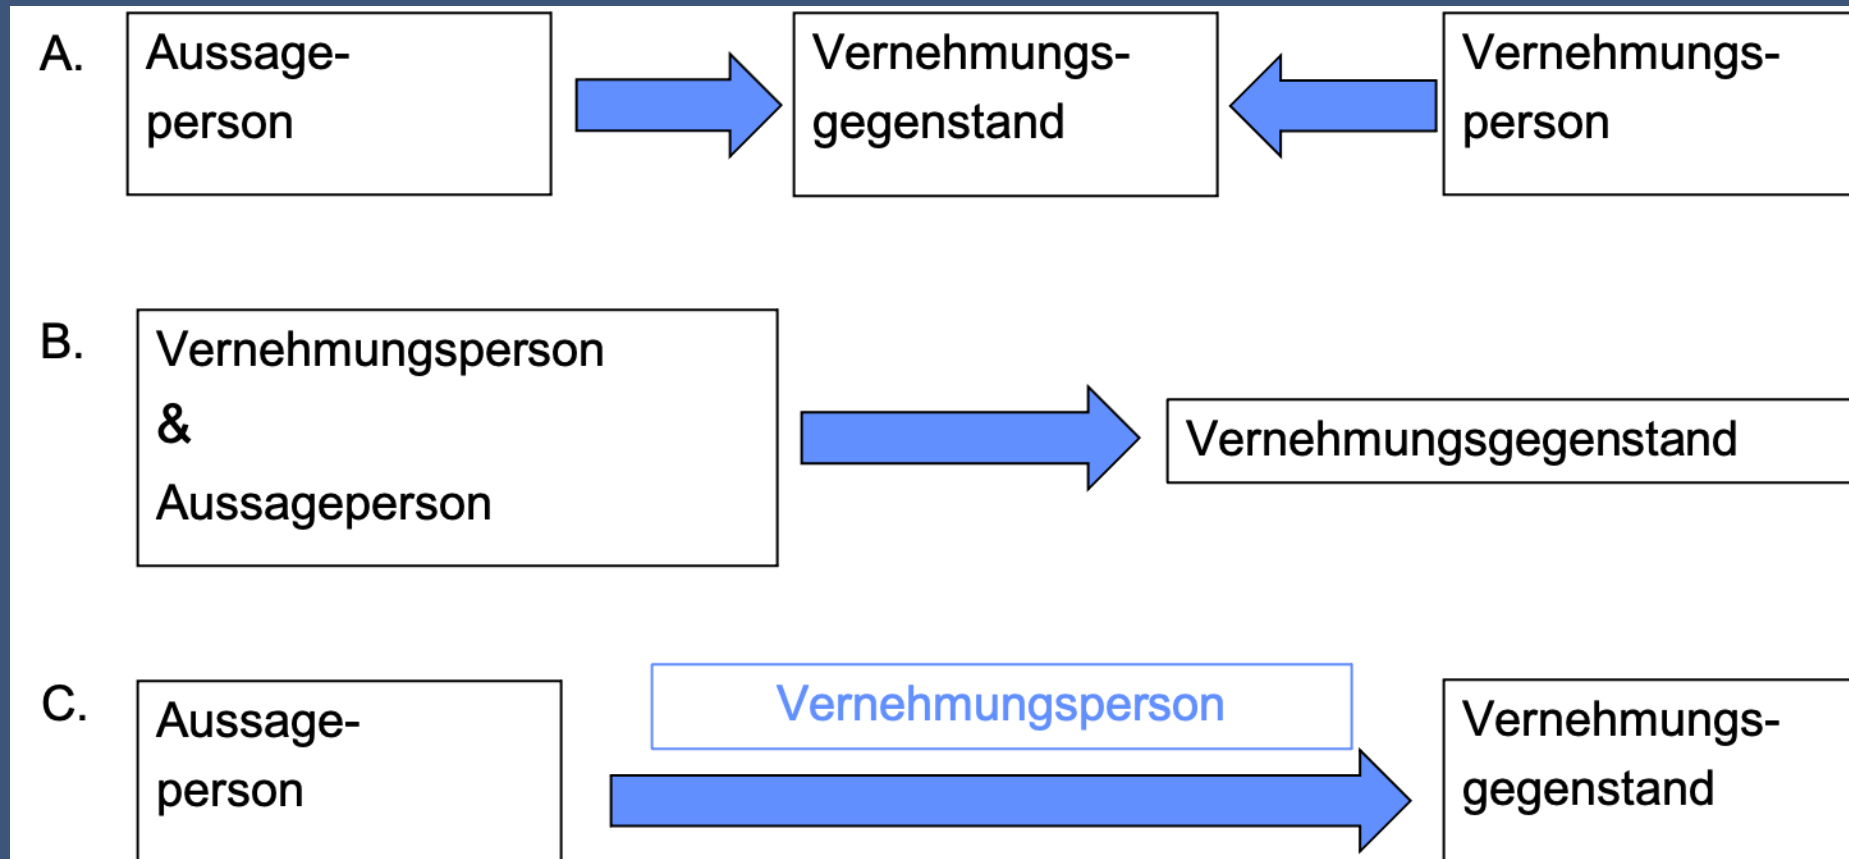 A.
Aussage-
person
Vernehmungs-
gegenstand
Vernehmungs-
person
B.
Vernehmungsperson
&
Aussageperson
Vernehmungsgegenstand
C.
Aussage-
person
Vernehmungsperson
Vernehmungs-
gegenstand